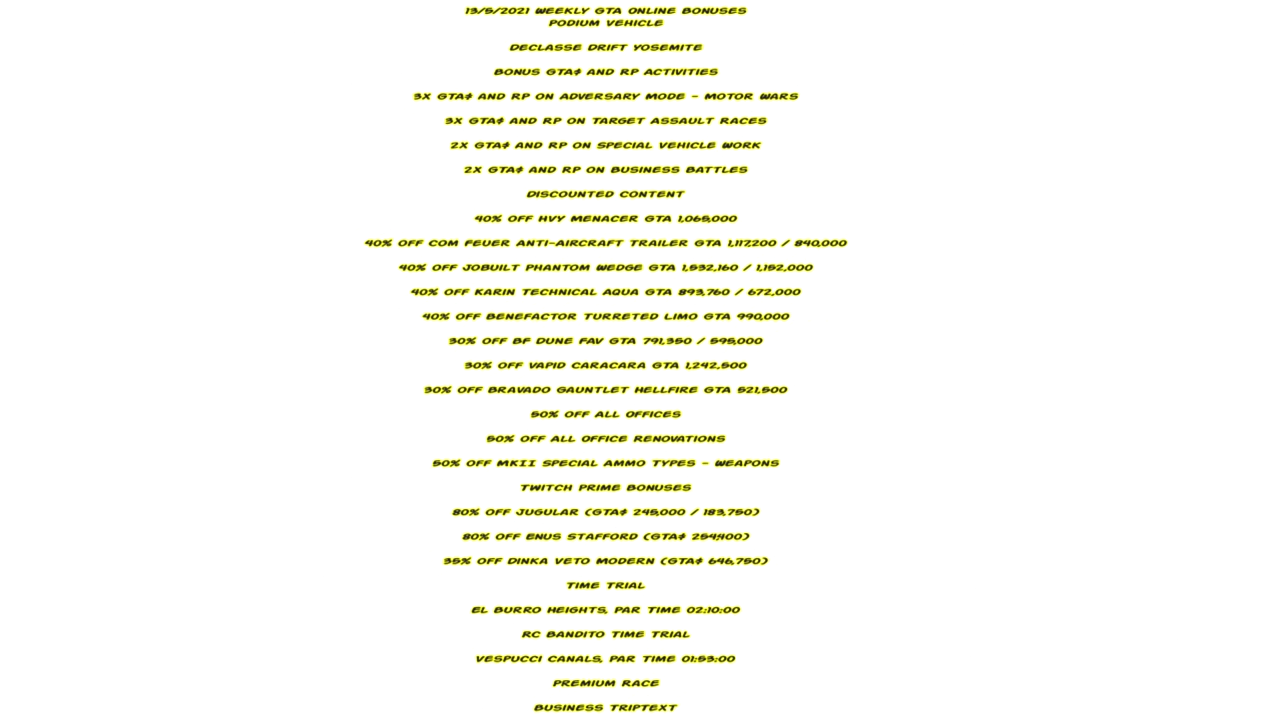 13/5/2021 WEEKLY GTA ONLINE BONUSES
PODIUM VEHICLE
DECLASSE DRIFT YOSEMITE
BONUS GTA$ AND RP ACTIVITIES
3X GTA$ AND RP ON ADVERSARY MODE - MOTOR WARS
3X GTA$ AND RP ON TARGET ASSAULT RACES
2X GTA$ AND RP ON SPECIAL VEHICLE WORK
2X GTA$ AND RP ON BUSINESS BATTLES
DISCOUNTED CONTENT
40% OFF HVY MENACER GTA 1,065,000
40% OFF COM FEUER ANTI-AIRCRAFT TRAILER GTA 1,117,200 / 840,000
40% OFF JOBUILT PHANTOM WEDGE GTA 1,532,160 / 1,152,000
40% OFF KARIN TECHNICAL AQUA GTA 893,760 / 672,000
40% OFF BENEFACTOR TURRETED LIMO GTA 990,000
30% OFF BF DUNE FAV GTA 791,350 / 595,000
30% OFF VAPID CARACARA GTA 1,242,500
30% OFF BRAVADO GAUNTLET HELLFIRE GTA 521,500
50% OFF ALL OFFICES
50% OFF ALL OFFICE RENOVATIONS
50% OFF MKII SPECIAL AMMO TYPES - WEAPONS
TWITCH PRIME BONUSES
80% OFF JUGULAR (GTA$ 245,000 / 183,750)
80% OFF ENUS STAFFORD (GTA$ 254,400)
35% OFF DINKA VETO MODERN (GTA$ 646,750)
TIME TRIAL
EL BURRO HEIGHTS, PAR TIME 02:10:00
RC BANDITO TIME TRIAL
VESPUCCI CANALS, PAR TIME 01:53:00
PREMIUM RACE
BUSINESS TRIPTEXT